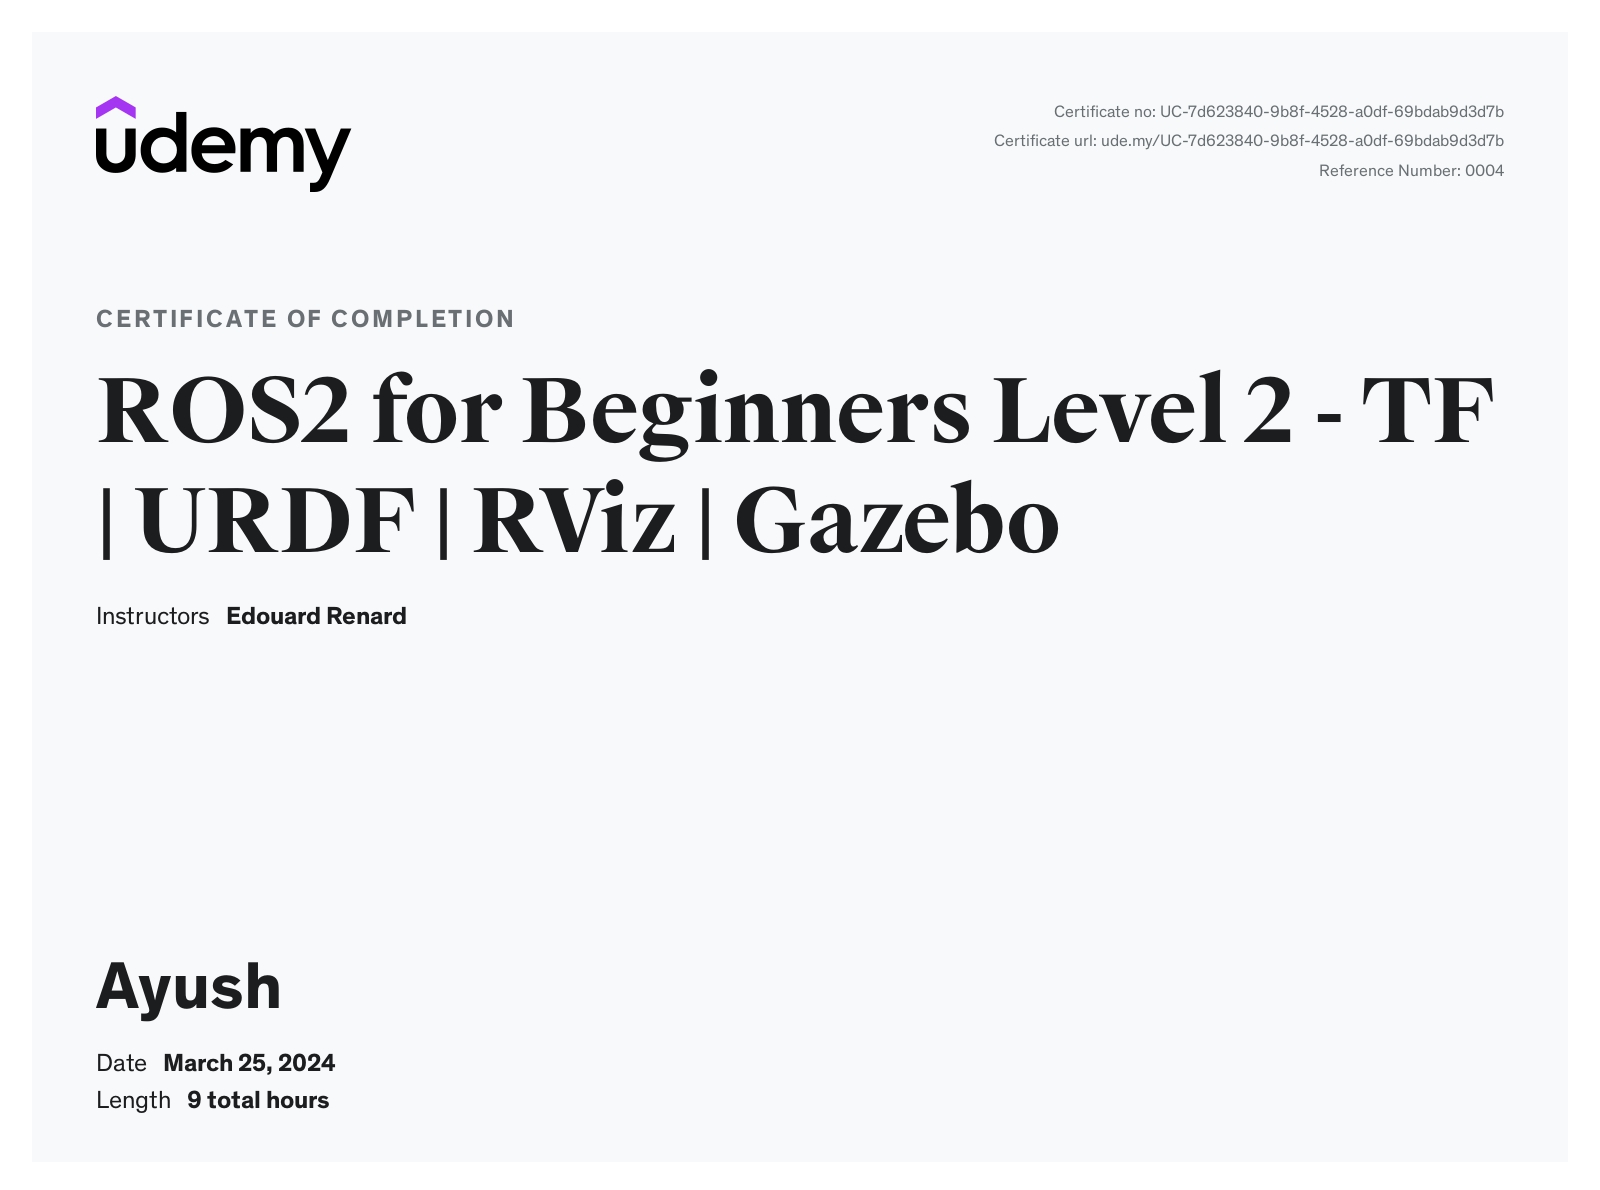 udemy
Certificate no: UC-7d623840-9b8f-4528-a0df-69bdab9d3d7b
Certificate url: ude.my/UC-7d623840-9b8f-4528-a0df-69bdab9d3d7b
Reference Number: 0004
CERTIFICATE OF COMPLETION
ROS2 for Beginners Level 2 - TF
| URDF | RViz | Gazebo
Instructors Edouard Renard
Ayush
Date March 25, 2024
Length 9 total hours